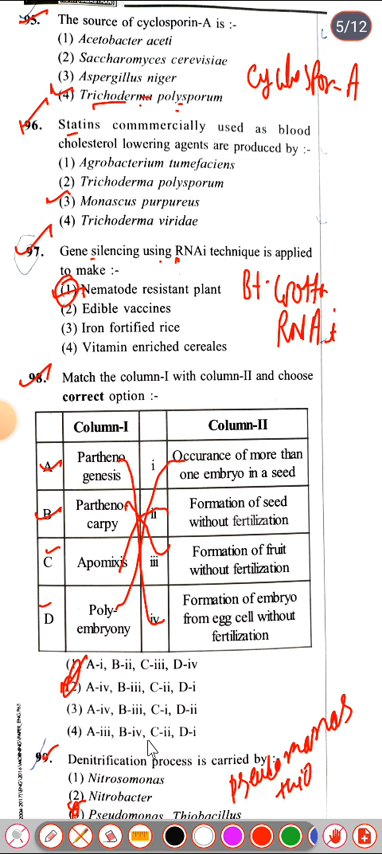 5/12
95. The source of cyclosporin-A is :-
(1) Acetobacter aceti
(2) Saccharomyces cerevisiae
(3) Aspergillus niger
(4) Trichoderma polysporum
Cyclospor-A
96. Statins commmercially used as blood
cholesterol lowering agents are produced by :-
(1) Agrobacterium tumefaciens
(2) Trichoderma polysporum
(3) Monascus purpureus
(4) Trichoderma viridae
97. Gene silencing using RNAi technique is applied
to make :-
(1) Nematode resistant plant
(2) Edible vaccines
(3) Iron fortified rice
(4) Vitamin enriched cereales
Bt.
RNAi
98. Match the column-I with column-II and choose
correct option :-
Column-I Column-II
A Partheno genesis i Occurance of more than one embryo in a seed
B Partheno carpy ii Formation of seed without fertilization
C Apomixis iii Formation of fruit without fertilization
D Poly- embryony iv Formation of embryo from egg cell without fertilization
(1) A-i, B-ii, C-iii, D-iv
(2) A-iv, B-iii, C-ii, D-i
(3) A-iv, B-iii, C-i, D-ii
(4) A-iii, B-iv, C-ii, D-i
99. Denitrification process is carried by :-
(1) Nitrosomonas
(2) Nitrobacter
(3) Pseudomonas, Thiobacillus
pseudomanas
thio